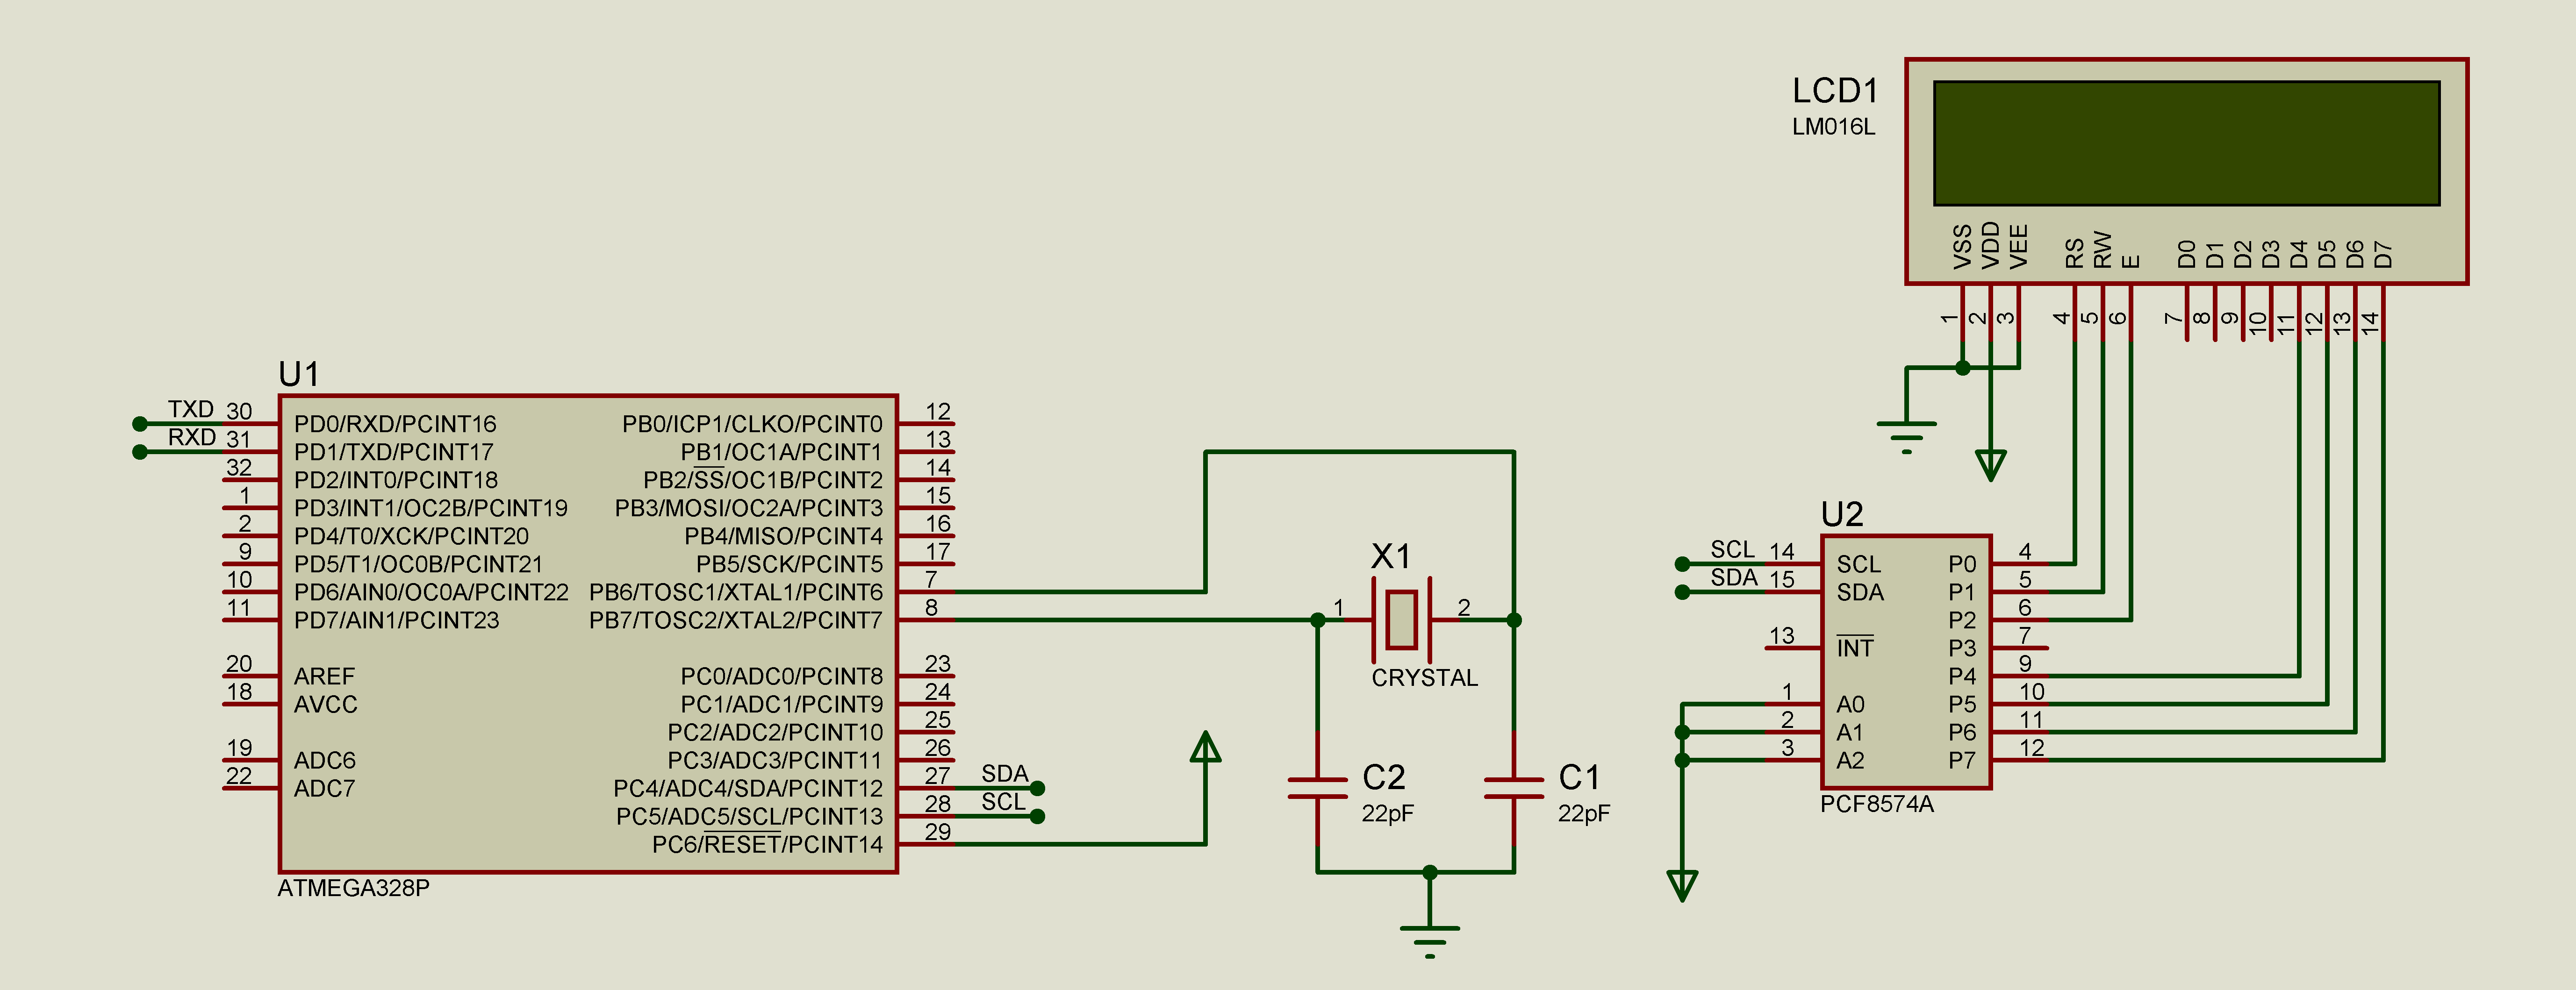 LCD1
LM016L
VSS
VDD
VEE
RS
RW
E
D0
D1
D2
D3
D4
D5
D6
D7
1
2
3
4
5
6
7
8
9
10
11
12
13
14
U1
TXD 30 PD0/RXD/PCINT16 PB0/ICP1/CLKO/PCINT0 12
RXD 31 PD1/TXD/PCINT17 PB1/OC1A/PCINT1 13
32 PD2/INT0/PCINT18 PB2/SS/OC1B/PCINT2 14
1 PD3/INT1/OC2B/PCINT19 PB3/MOSI/OC2A/PCINT3 15
2 PD4/T0/XCK/PCINT20 PB4/MISO/PCINT4 16
9 PD5/T1/OC0B/PCINT21 PB5/SCK/PCINT5 17
10 PD6/AIN0/OC0A/PCINT22 PB6/TOSC1/XTAL1/PCINT6 7
11 PD7/AIN1/PCINT23 PB7/TOSC2/XTAL2/PCINT7 8
20 AREF PC0/ADC0/PCINT8 23
18 AVCC PC1/ADC1/PCINT9 24
PC2/ADC2/PCINT10 25
19 ADC6 PC3/ADC3/PCINT11 26
22 ADC7 PC4/ADC4/SDA/PCINT12 27 SDA
PC5/ADC5/SCL/PCINT13 28 SCL
PC6/RESET/PCINT14 29
ATMEGA328P
X1
1 2
CRYSTAL
C2
22pF
C1
22pF
U2
SCL 14 SCL P0 4
SDA 15 SDA P1 5
P2 6
13 INT P3 7
P4 9
1 A0 P5 10
2 A1 P6 11
3 A2 P7 12
PCF8574A